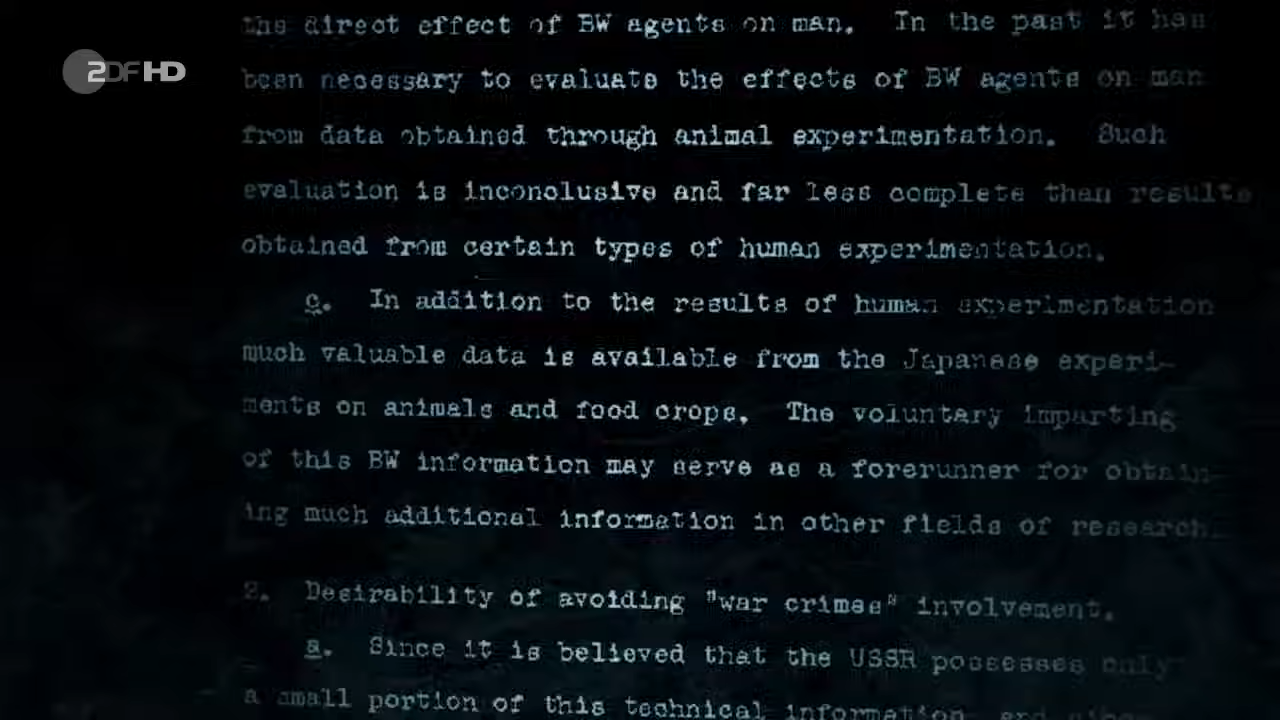 ZDF HD
the direct effect of BW agents on man. In the past it has
been necessary to evaluate the effects of BW agents on man
from data obtained through animal experimentation. Such
evaluation is inconclusive and far less complete than results
obtained from certain types of human experimentation.
c. In addition to the results of human experimentation
much valuable data is available from the Japanese experi-
ments on animals and food crops. The voluntary imparting
of this BW information may serve as a forerunner for obtain-
ing much additional information in other fields of research.
2. Desirability of avoiding "war crimes" involvement.
a. Since it is believed that the USSR possesses only
a small portion of this technical information, and